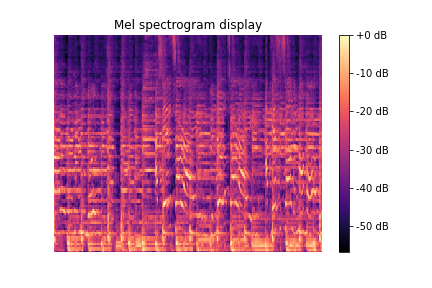 Mel spectrogram display
+0 dB
-10 dB
-20 dB
-30 dB
-40 dB
-50 dB